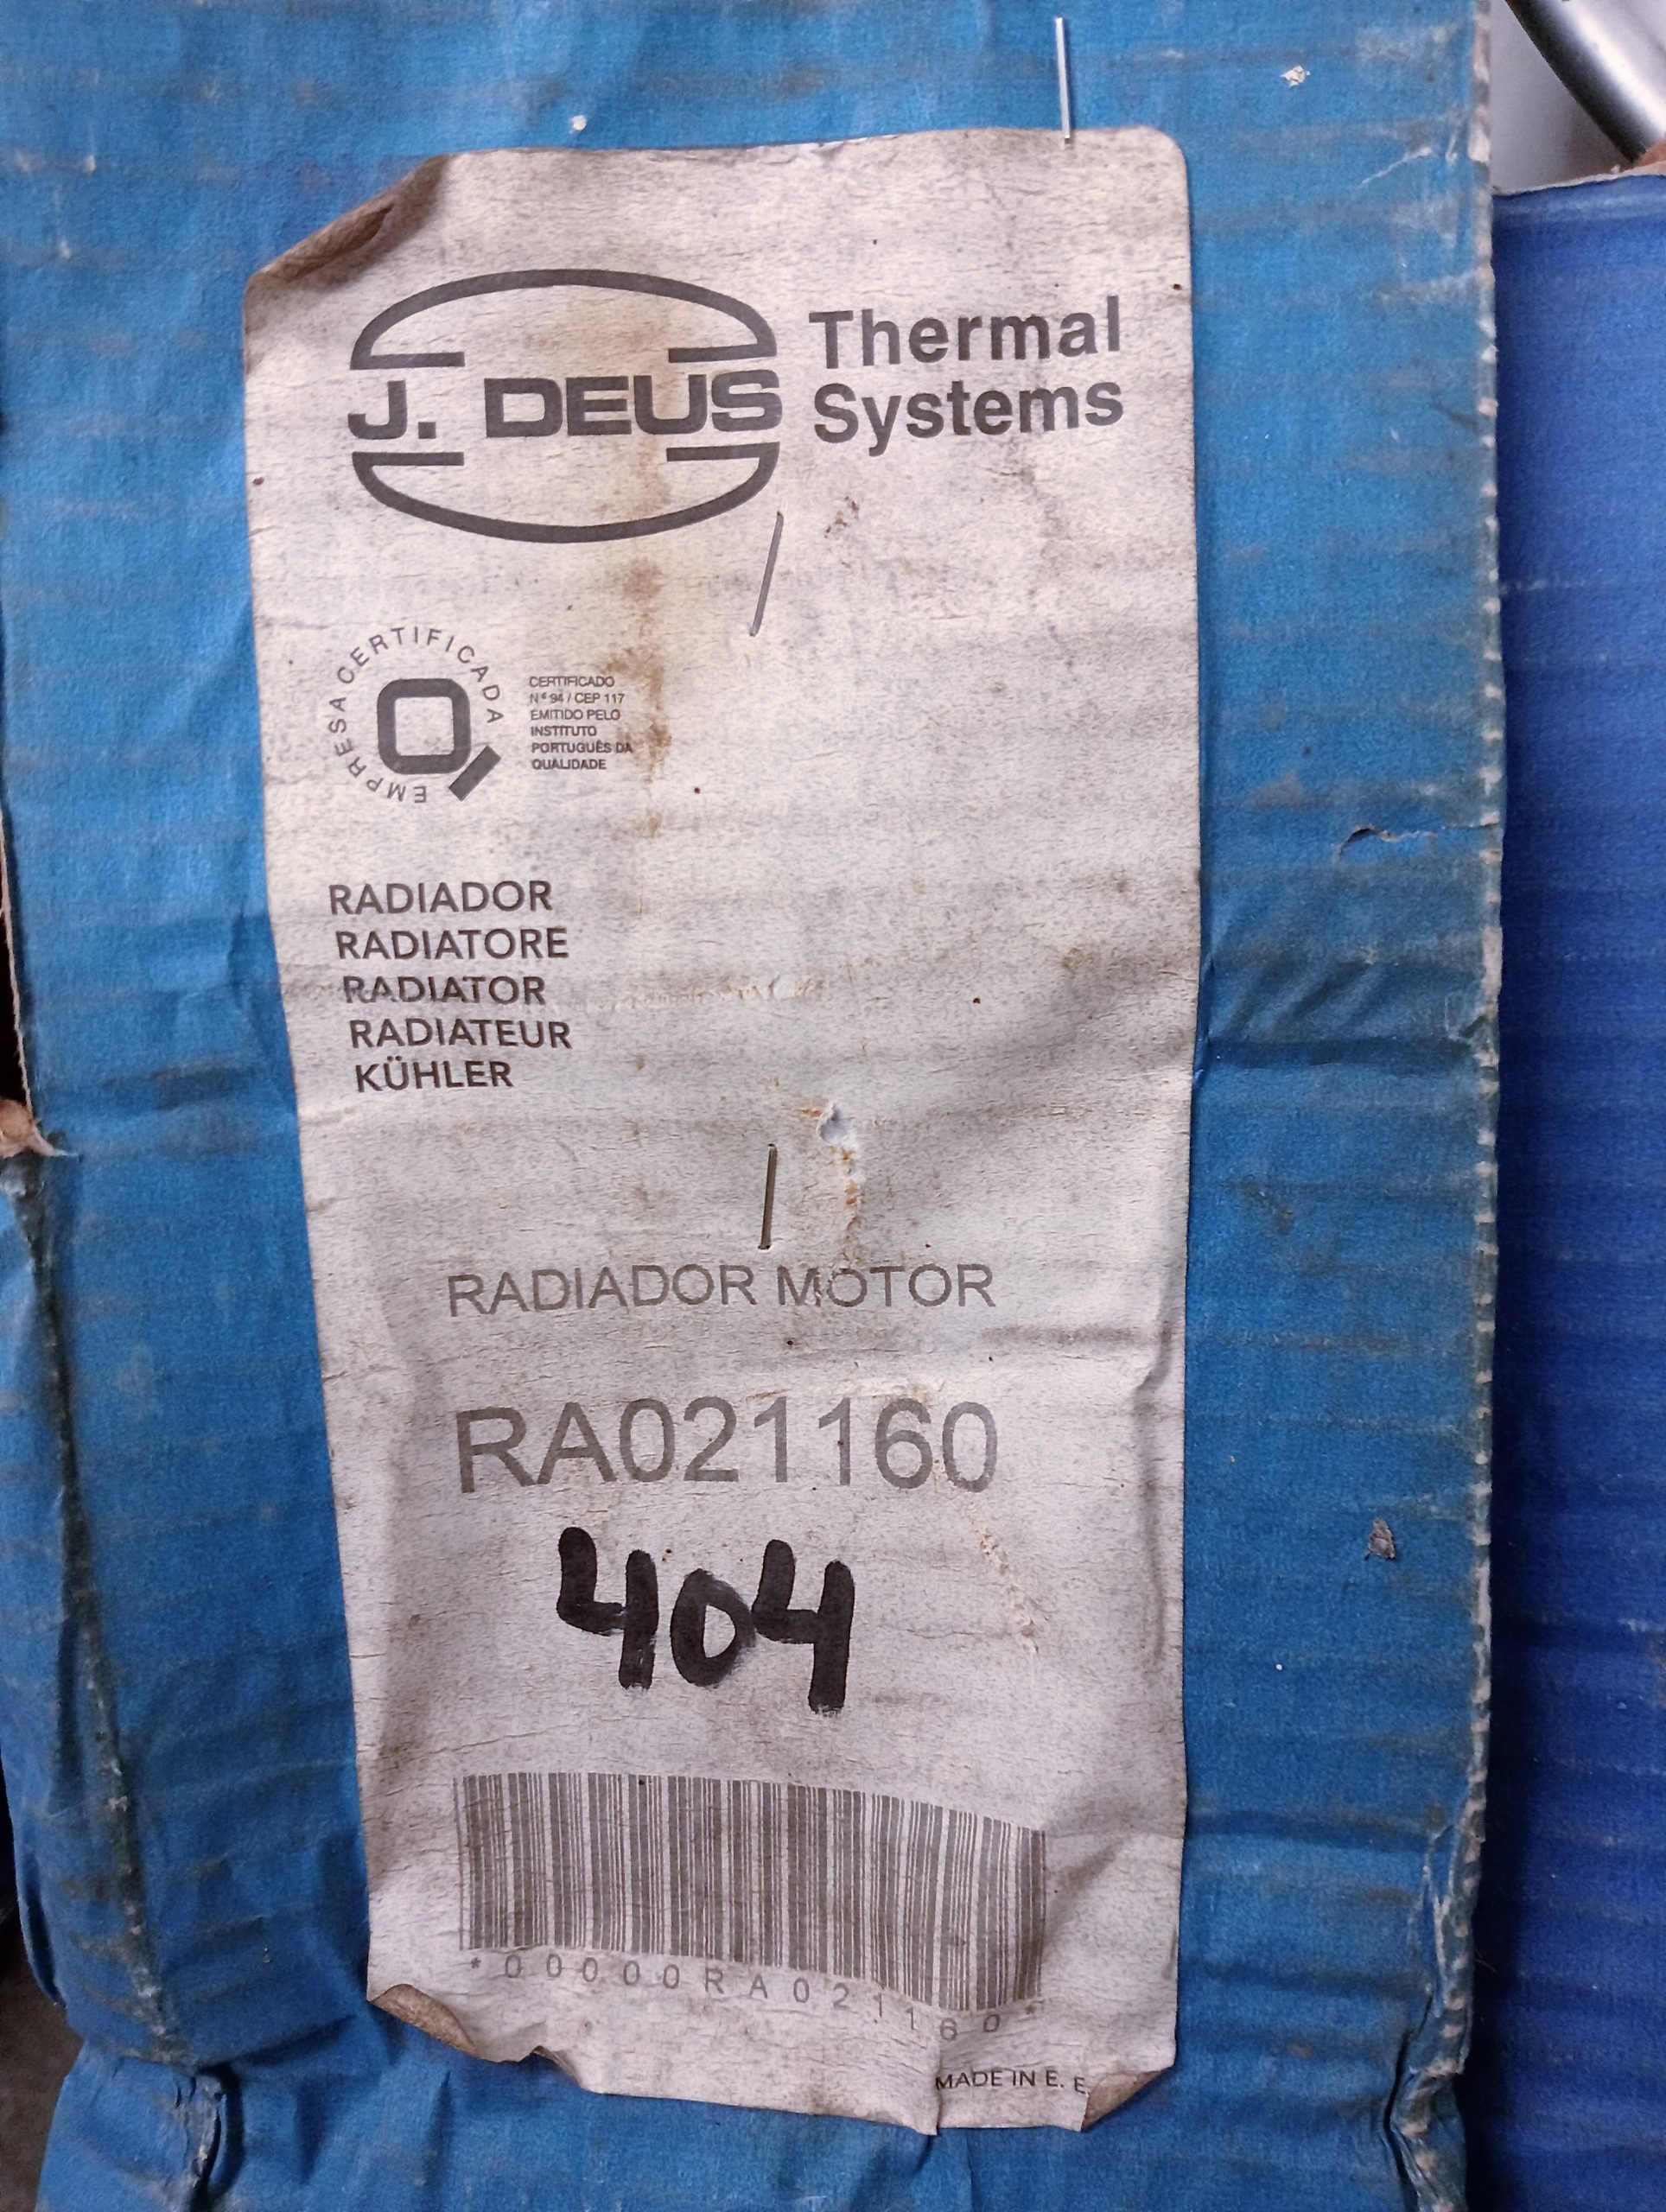 J. DEUS
Thermal
Systems
EMPRESA CERTIFICADA
Q
CERTIFICADO
Nº 94 / CEP 117
EMITIDO PELO
INSTITUTO
PORTUGUÊS DA
QUALIDADE
RADIADOR
RADIATORE
RADIATOR
RADIATEUR
KÜHLER
RADIADOR MOTOR
RA021160
404
*00000RA021160*
MADE IN E. E.